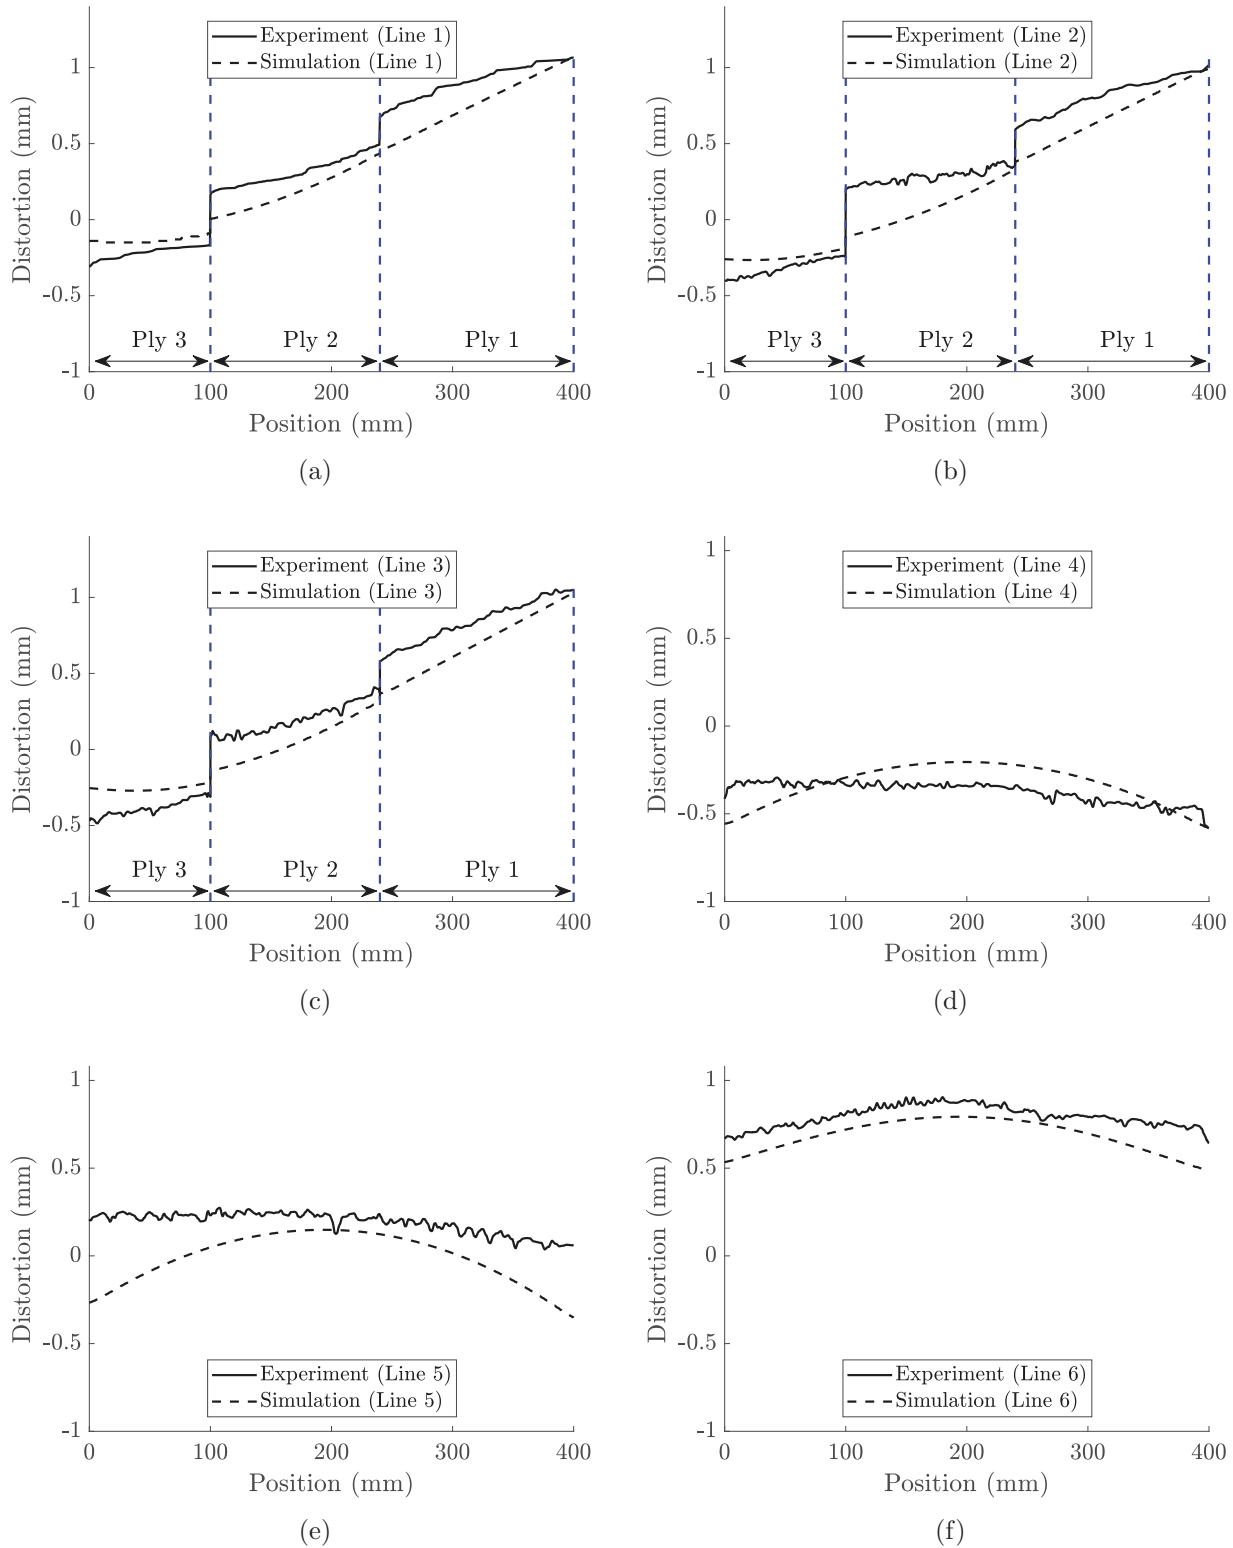 Experiment (Line 1)
Simulation (Line 1)
1
0.5
0
-0.5
-1
Distortion (mm)
Ply 3
Ply 2
Ply 1
0
100
200
300
400
Position (mm)
(a)
Experiment (Line 2)
Simulation (Line 2)
1
0.5
0
-0.5
-1
Distortion (mm)
Ply 3
Ply 2
Ply 1
0
100
200
300
400
Position (mm)
(b)
Experiment (Line 3)
Simulation (Line 3)
1
0.5
0
-0.5
-1
Distortion (mm)
Ply 3
Ply 2
Ply 1
0
100
200
300
400
Position (mm)
(c)
Experiment (Line 4)
Simulation (Line 4)
1
0.5
0
-0.5
-1
Distortion (mm)
0
100
200
300
400
Position (mm)
(d)
1
0.5
0
-0.5
-1
Distortion (mm)
Experiment (Line 5)
Simulation (Line 5)
0
100
200
300
400
Position (mm)
(e)
1
0.5
0
-0.5
-1
Distortion (mm)
Experiment (Line 6)
Simulation (Line 6)
0
100
200
300
400
Position (mm)
(f)